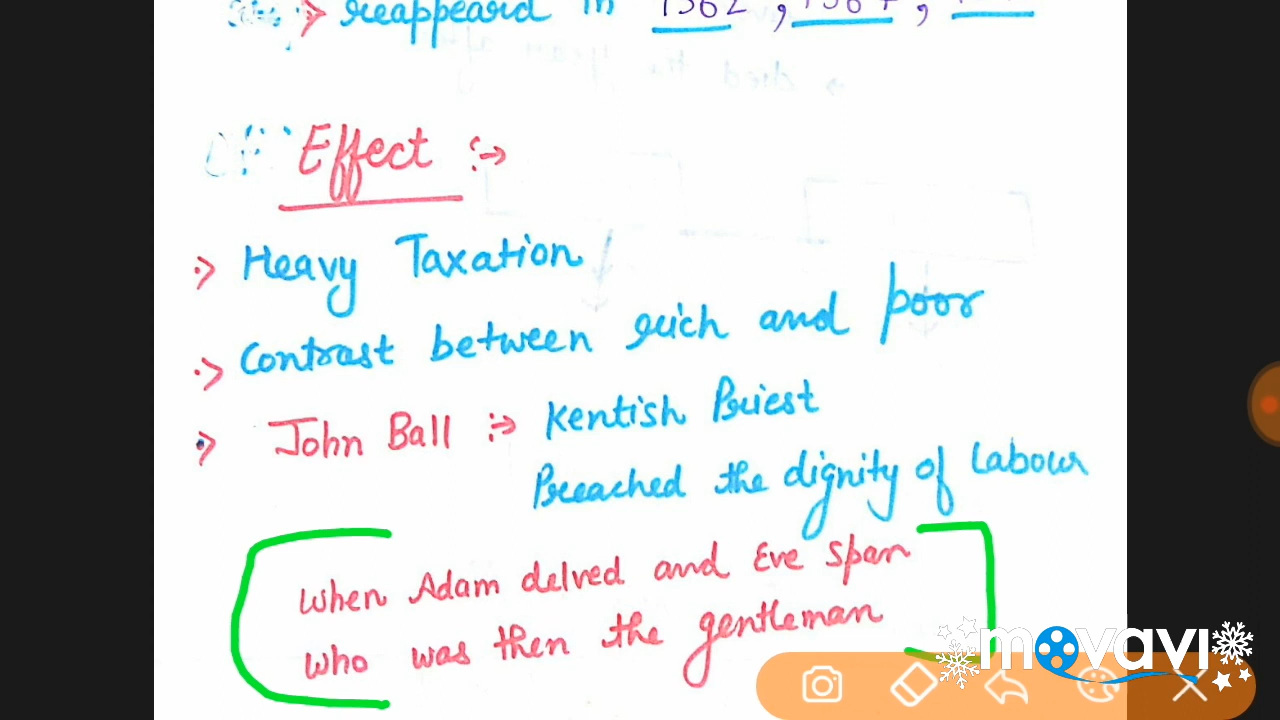 reappeard in 1362, 1367,
Effect :→
Heavy Taxation
Contrast between rich and poor
John Ball :→ Kentish Priest
Preached the dignity of Labour
When Adam delved and Eve span
who was then the gentleman
movavi